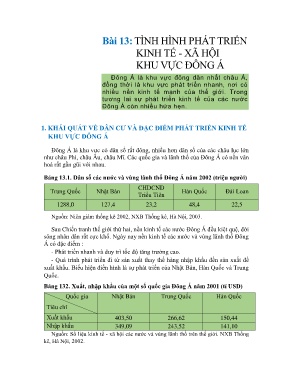 Bài 13: TÌNH HÌNH PHÁT TRIỂN
KINH TẾ - XÃ HỘI
KHU VỰC ĐÔNG Á
Đông Á là khu vực đông dân nhất châu Á,
đồng thời là khu vực phát triển nhanh, nơi có
nhiều nền kinh tế mạnh của thế giới. Trong
tương lai sự phát triển kinh tế của các nước
Đông Á còn nhiều hứa hẹn.
1. KHÁI QUÁT VỀ DÂN CƯ VÀ ĐẶC ĐIỂM PHÁT TRIỂN KINH TẾ
KHU VỰC ĐÔNG Á
Đông Á là khu vực có dân số rất đông, nhiều hơn dân số của các châu lục lớn
như châu Phi, châu Âu, châu Mĩ. Các quốc gia và lãnh thổ của Đông Á có nền văn
hoá rất gần gũi với nhau.
Bảng 13.1. Dân số các nước và vùng lãnh thổ Đông Á năm 2002 (triệu người)
Trung Quốc Nhật Bản CHDCND Triều Tiên Hàn Quốc Đài Loan
1288,0 127,4 23,2 48,4 22,5
Nguồn: Niên giám thống kê 2002, NXB Thống kê, Hà Nội, 2003.
Sau Chiến tranh thế giới thứ hai, nền kinh tế các nước Đông Á đều kiệt quệ, đời
sống nhân dân rất cực khổ. Ngày nay nền kinh tế các nước và vùng lãnh thổ Đông
Á có đặc điểm :
- Phát triển nhanh và duy trì tốc độ tăng trưởng cao.
- Quá trình phát triển đi từ sản xuất thay thế hàng nhập khẩu đến sản xuất để
xuất khẩu. Biểu hiện điển hình là sự phát triển của Nhật Bản, Hàn Quốc và Trung
Quốc.
Bảng 132. Xuất, nhập khẩu của một số quốc gia Đông Á năm 2001 (tỉ USD)
Quốc gia Nhật Bản Trung Quốc Hàn Quốc
Tiêu chí
Xuất khẩu 403,50 266,62 150,44
Nhập khẩu 349,09 243,52 141,10
Nguồn: Số liệu kinh tế - xã hội các nước và vùng lãnh thổ trên thế giới. NXB Thống
kê, Hà Nội, 2002.